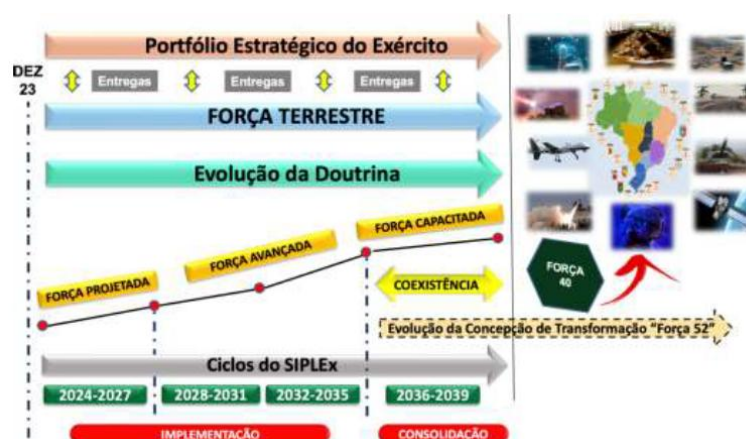 Portfólio Estratégico do Exército
DEZ
23
Entregas
Entregas
Entregas
FORÇA TERRESTRE
Evolução da Doutrina
FORÇA PROJETADA
FORÇA AVANÇADA
FORÇA CAPACITADA
COEXISTÊNCIA
FORÇA
40
Evolução da Concepção de Transformação "Força 52"
Ciclos do SIPLEx
2024-2027
2028-2031
2032-2035
2036-2039
IMPLEMENTAÇÃO
CONSOLIDAÇÃO